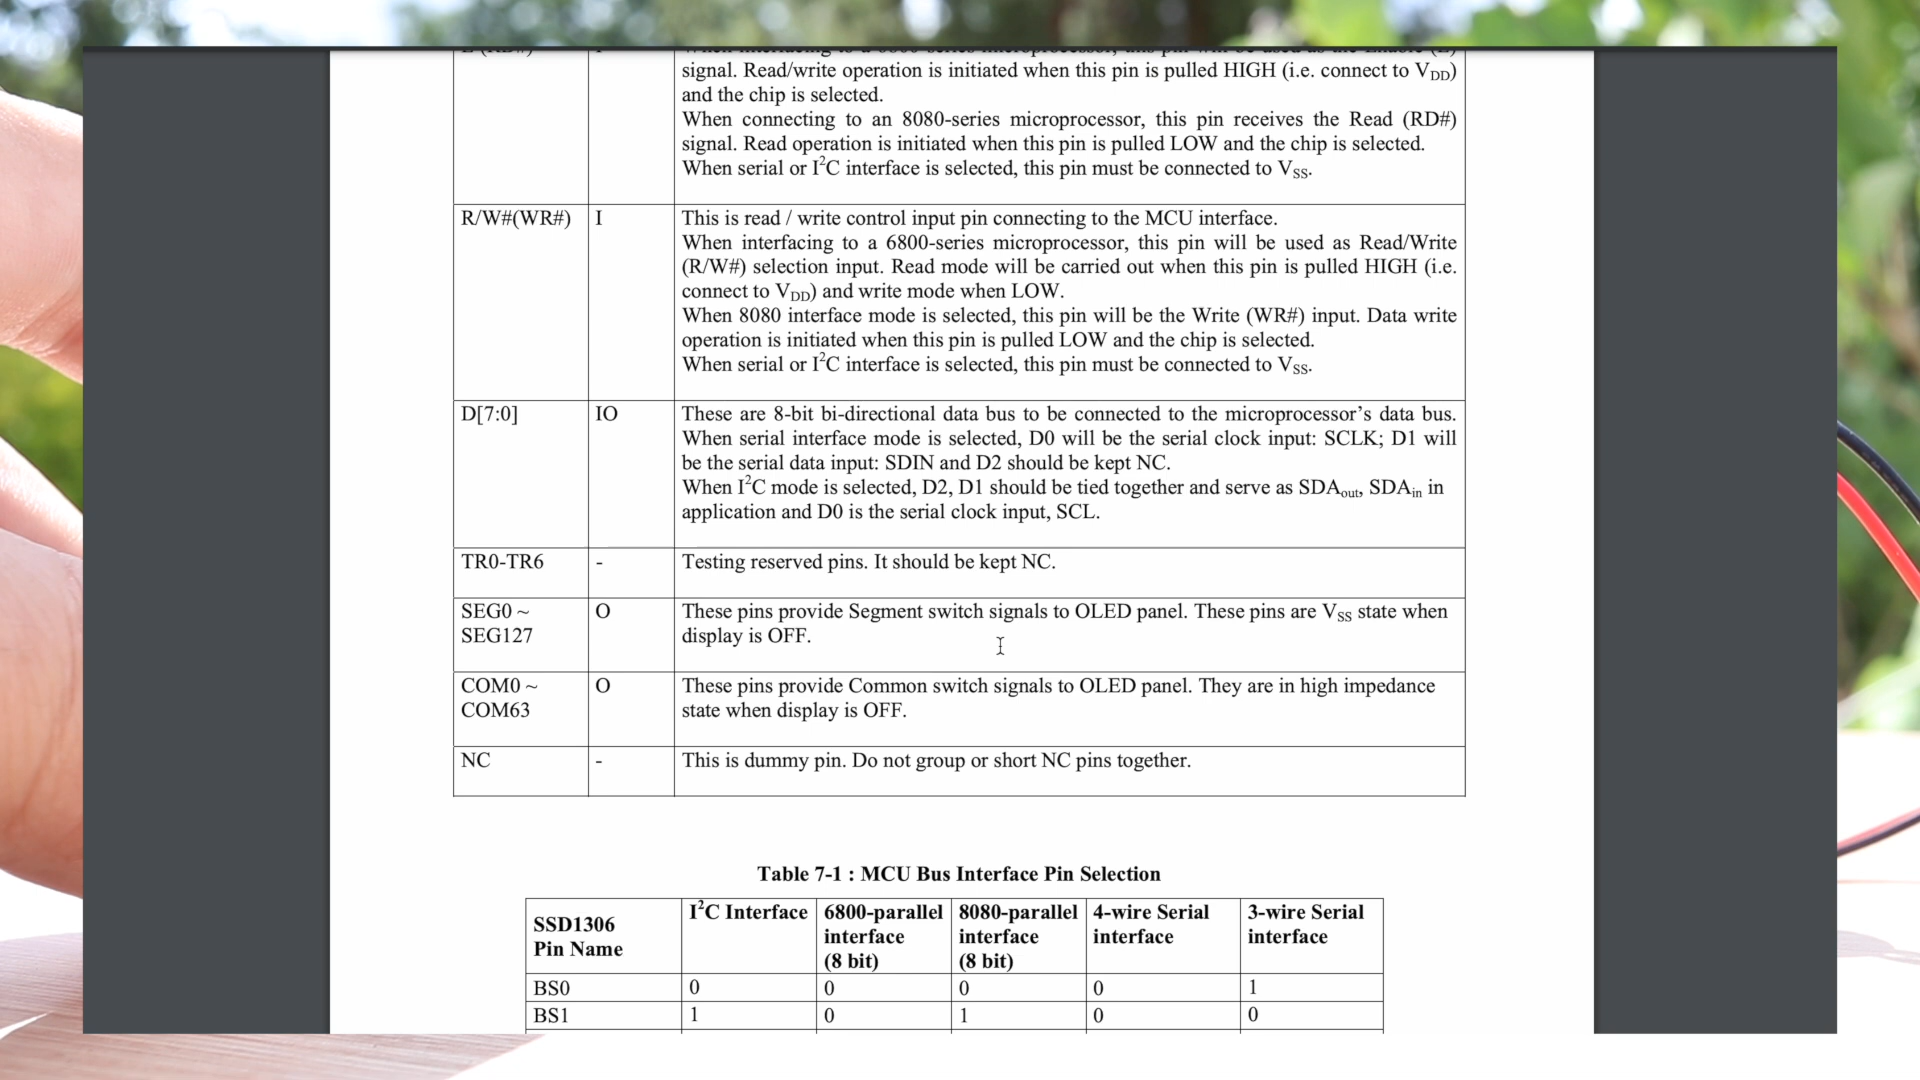 signal. Read/write operation is initiated when this pin is pulled HIGH (i.e. connect to VDD)
and the chip is selected.
When connecting to an 8080-series microprocessor, this pin receives the Read (RD#)
signal. Read operation is initiated when this pin is pulled LOW and the chip is selected.
When serial or I²C interface is selected, this pin must be connected to VSS.
R/W#(WR#) I This is read / write control input pin connecting to the MCU interface.
When interfacing to a 6800-series microprocessor, this pin will be used as Read/Write
(R/W#) selection input. Read mode will be carried out when this pin is pulled HIGH (i.e.
connect to VDD) and write mode when LOW.
When 8080 interface mode is selected, this pin will be the Write (WR#) input. Data write
operation is initiated when this pin is pulled LOW and the chip is selected.
When serial or I²C interface is selected, this pin must be connected to VSS.
D[7:0] IO These are 8-bit bi-directional data bus to be connected to the microprocessor’s data bus.
When serial interface mode is selected, D0 will be the serial clock input: SCLK; D1 will
be the serial data input: SDIN and D2 should be kept NC.
When I²C mode is selected, D2, D1 should be tied together and serve as SDAout, SDAin in
application and D0 is the serial clock input, SCL.
TR0-TR6 - Testing reserved pins. It should be kept NC.
SEG0 ~ O These pins provide Segment switch signals to OLED panel. These pins are VSS state when
SEG127 display is OFF.
COM0 ~ O These pins provide Common switch signals to OLED panel. They are in high impedance
COM63 state when display is OFF.
NC - This is dummy pin. Do not group or short NC pins together.
Table 7-1 : MCU Bus Interface Pin Selection
SSD1306 I²C Interface 6800-parallel 8080-parallel 4-wire Serial 3-wire Serial
Pin Name interface interface interface interface
(8 bit) (8 bit)
BS0 0 0 0 0 1
BS1 1 0 1 0 0